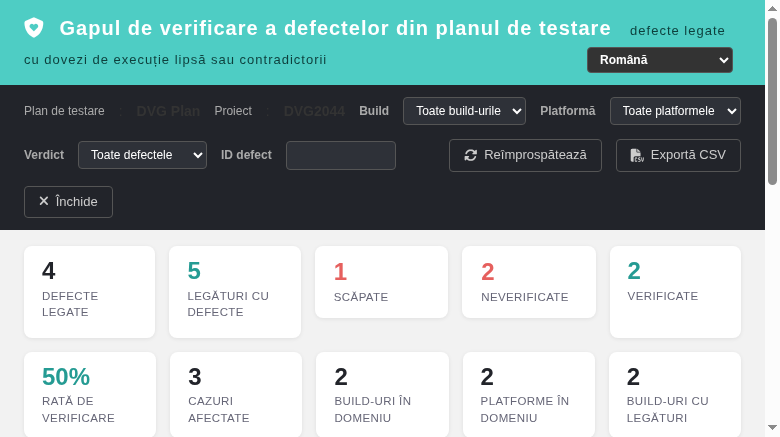 Gapul de verificare a defectelor din planul de testare defecte legate
cu dovezi de execuție lipsă sau contradictorii
Română
Plan de testare : DVG Plan Proiect : DVG2044 Build Toate build-urile Platformă Toate platformele
Verdict Toate defectele ID defect Reîmprospătează Exportă CSV
Închide
4 5 1 2 2
DEFECTE LEGATE
LEGĂTURI CU DEFECTE
SCĂPATE
NEVERIFICATE
VERIFICATE
50% 3 2 2 2
RATĂ DE VERIFICARE
CAZURI AFECTATE
BUILD-URI ÎN DOMENIU
PLATFORME ÎN DOMENIU
BUILD-URI CU LEGĂTURI